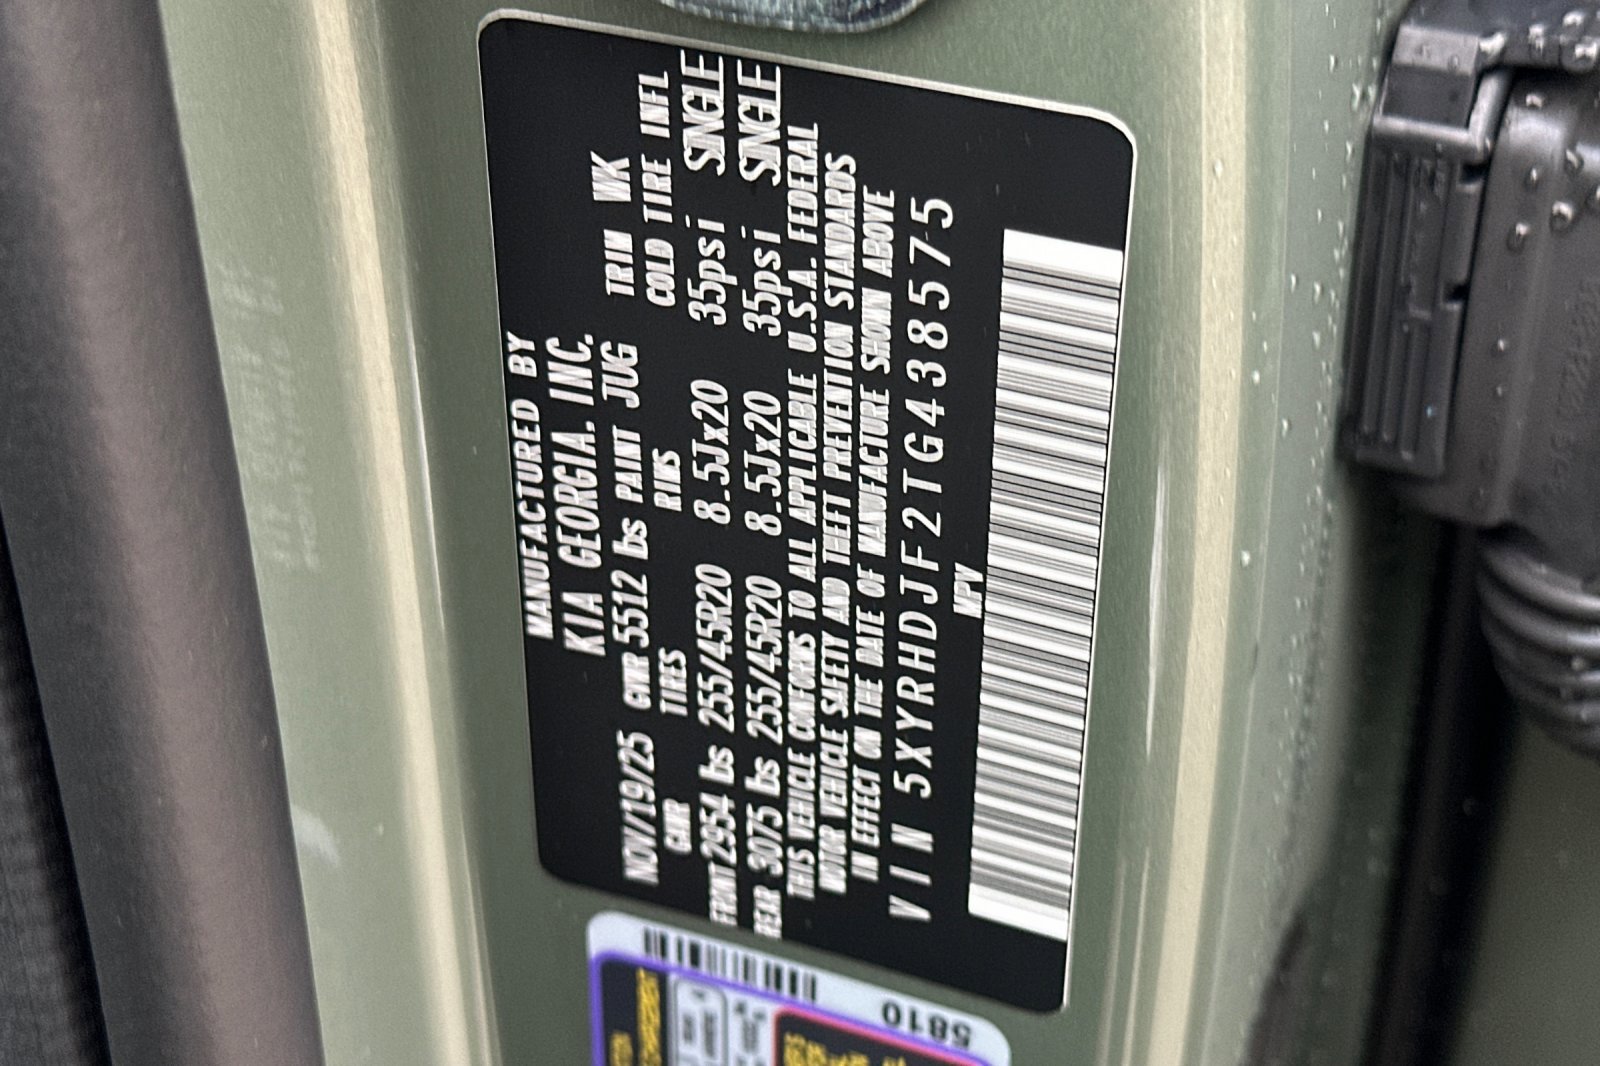 MANUFACTURED BY
KIA GEORGIA. INC.
NOV/19/25 GVWR 5512 lbs PAINT JUG TRIM WK
GAWR TIRES RIMS COLD TIRE INFL
FRONT 2954 lbs 255/45R20 8.5Jx20 35psi SINGLE
REAR 3075 lbs 255/45R20 8.5Jx20 35psi SINGLE
THIS VEHICLE CONFORMS TO ALL APPLICABLE U.S.A. FEDERAL
MOTOR VEHICLE SAFETY AND THEFT PREVENTION STANDARDS
IN EFFECT ON THE DATE OF MANUFACTURE SHOWN ABOVE
VIN 5XYRHDJF2TG438575
MPV
5810